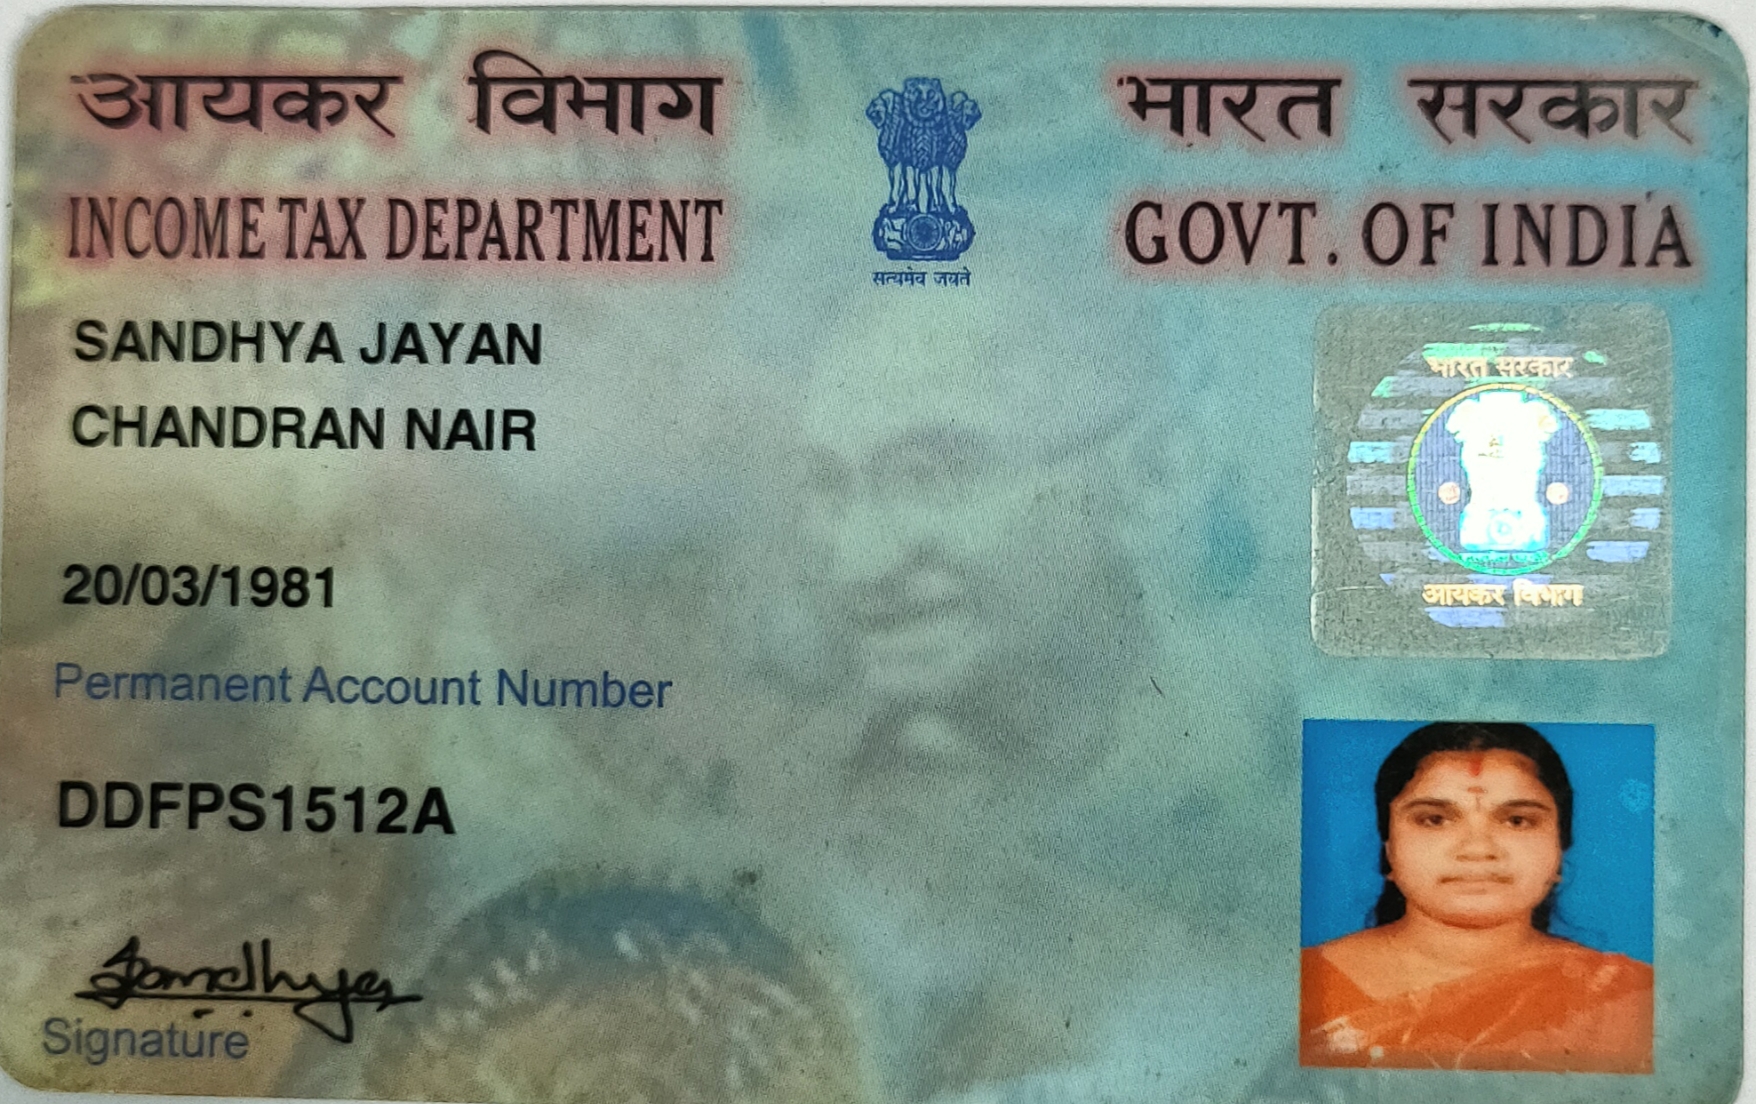 आयकर विभाग
INCOME TAX DEPARTMENT
सत्यमेव जयते
भारत सरकार
GOVT. OF INDIA
SANDHYA JAYAN
CHANDRAN NAIR
20/03/1981
Permanent Account Number
DDFPS1512A
Sandhya
Signature
भारत सरकार
आयकर विभाग